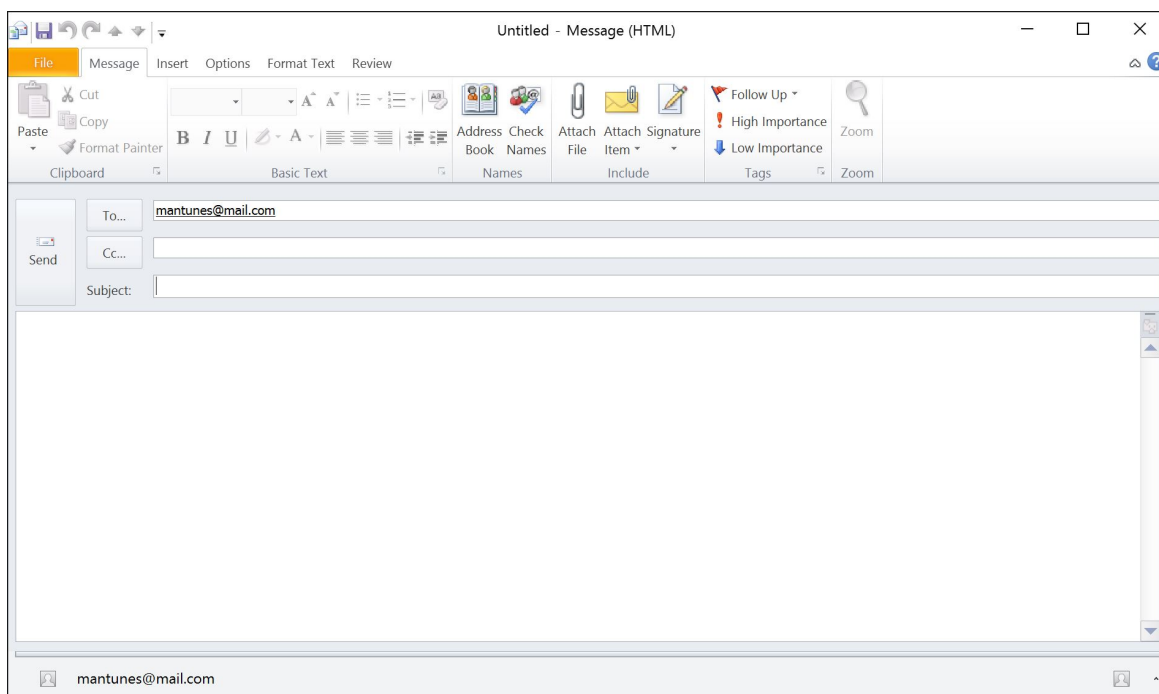 Untitled - Message (HTML)
File Message Insert Options Format Text Review
Paste
Cut
Copy
Format Painter
Clipboard
B I U A
Basic Text
Address Book
Check Names
Names
Attach File
Attach Item
Signature
Include
Follow Up
High Importance
Low Importance
Tags
Zoom
Zoom
Send
To... mantunes@mail.com
Cc...
Subject:
mantunes@mail.com